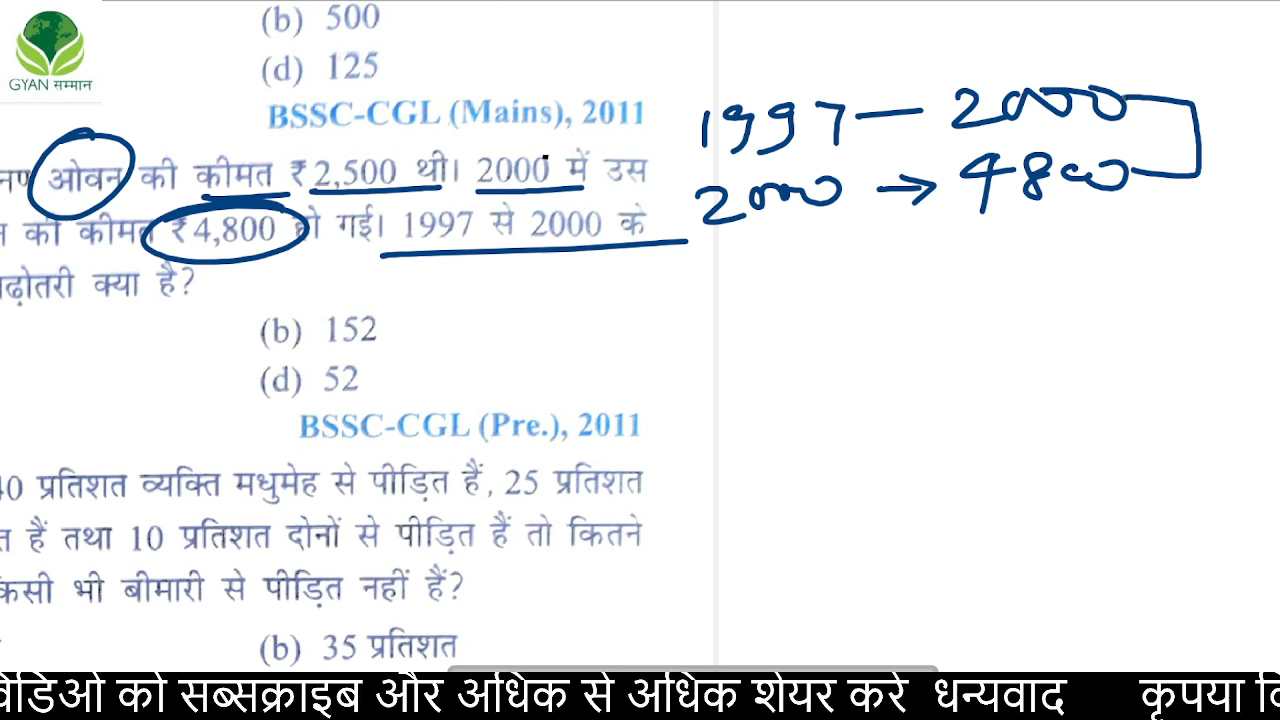 GYAN सम्मान
(b) 500
(d) 125
BSSC-CGL (Mains), 2011
ओवन की कीमत ₹ 2,500 थी। 2000 में उस
की कीमत ₹ 4,800 हो गई। 1997 से 2000 के
क्या है?
(b) 152
(d) 52
BSSC-CGL (Pre.), 2011
40 प्रतिशत व्यक्ति मधुमेह से पीड़ित हैं, 25 प्रतिशत
हैं तथा 10 प्रतिशत दोनों से पीड़ित हैं तो कितने
भी बीमारी से पीड़ित नहीं हैं?
(b) 35 प्रतिशत
1997 — 2000
2000 → 4800
विडिओ को सब्सक्राइब और अधिक से अधिक शेयर करे धन्यवाद कृपया